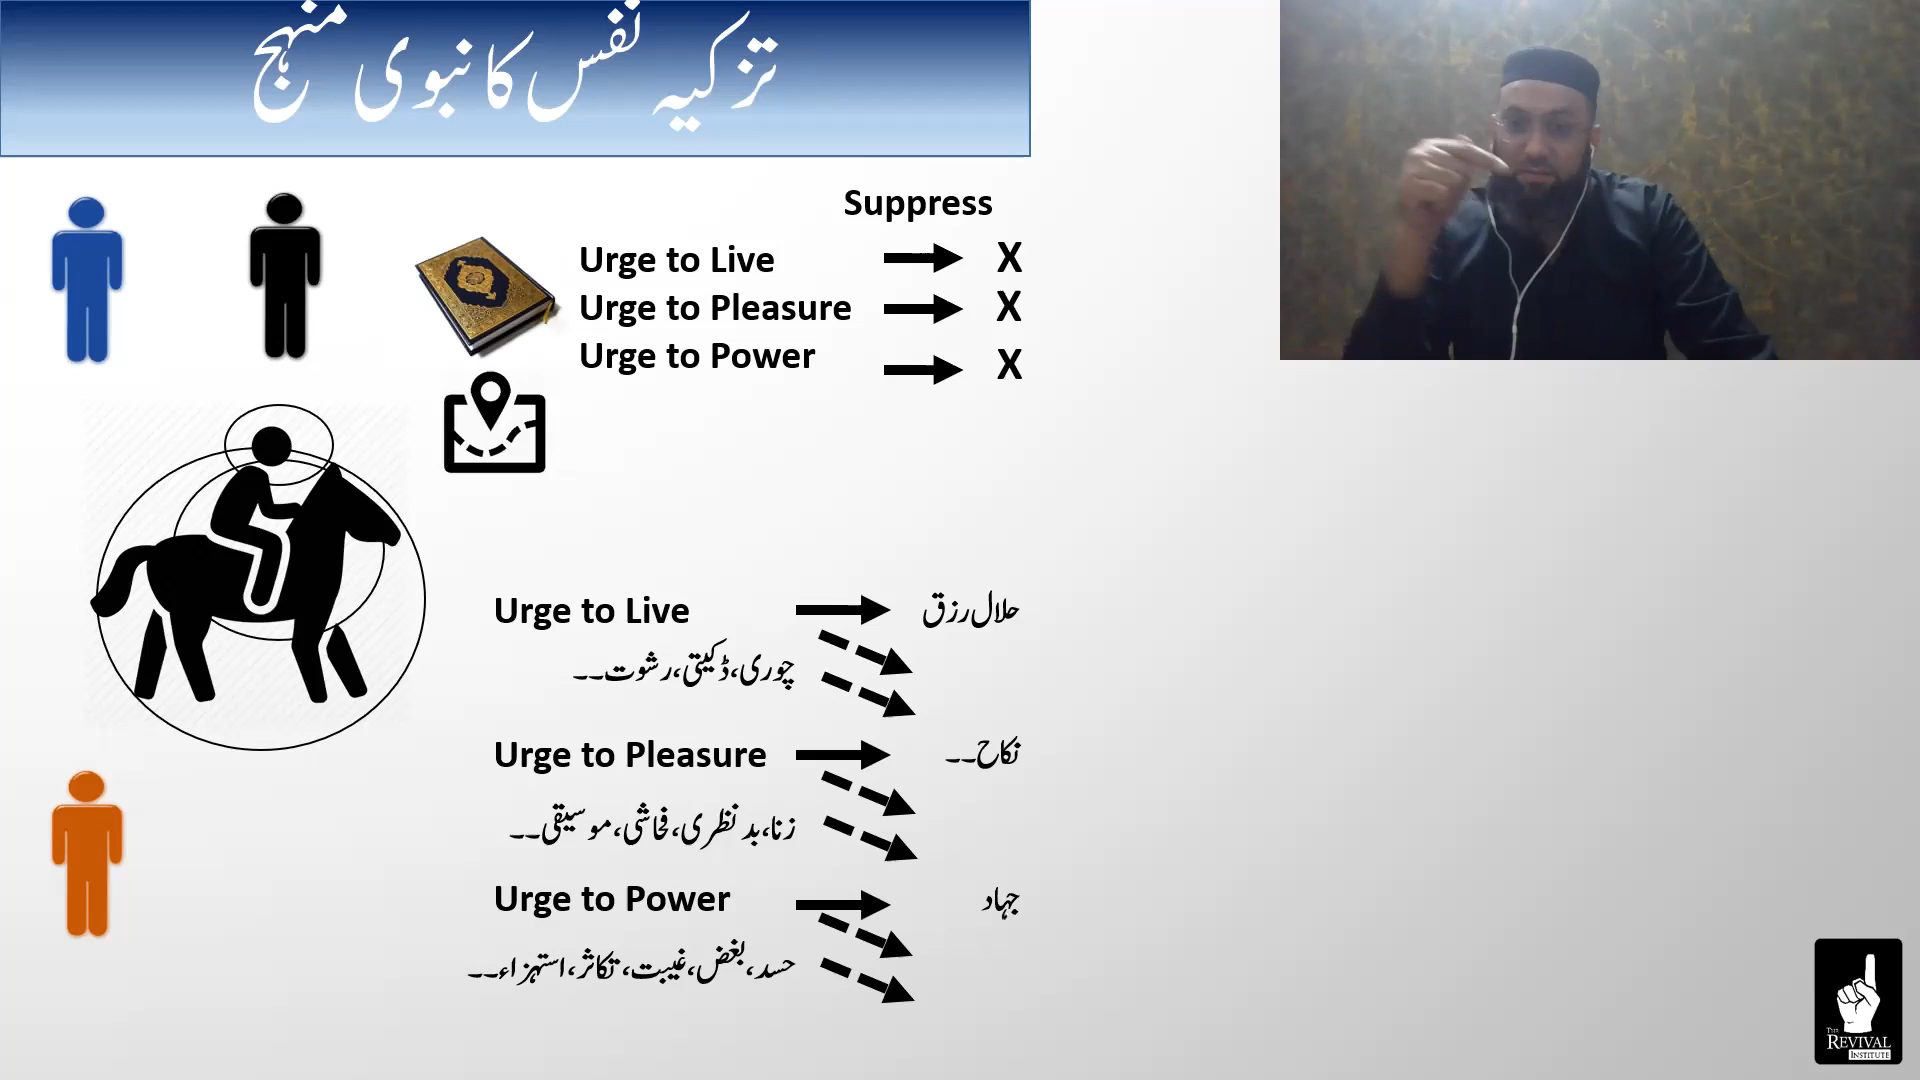 تزکیہ نفس کا نبوی منہج
Suppress
Urge to Live X
Urge to Pleasure X
Urge to Power X
Urge to Live حلال رزق
چوری، ڈکیتی، رشوت۔۔
Urge to Pleasure نکاح۔۔
زنا، بد نظری، فحاشی، موسیقی۔۔
Urge to Power جہاد
حسد، بغض، غیبت، تکاثر، استہزاء۔۔
THE
REVIVAL
INSTITUTE